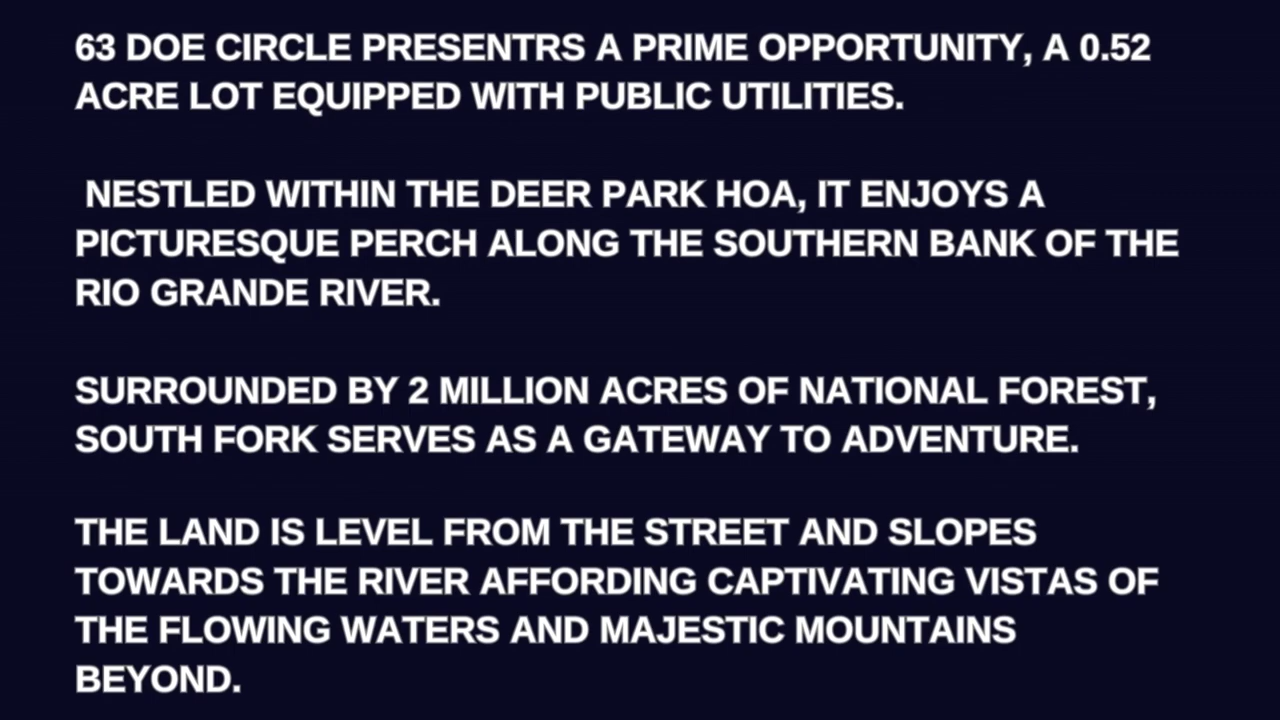 63 DOE CIRCLE PRESENTRS A PRIME OPPORTUNITY, A 0.52
ACRE LOT EQUIPPED WITH PUBLIC UTILITIES.
NESTLED WITHIN THE DEER PARK HOA, IT ENJOYS A
PICTURESQUE PERCH ALONG THE SOUTHERN BANK OF THE
RIO GRANDE RIVER.
SURROUNDED BY 2 MILLION ACRES OF NATIONAL FOREST,
SOUTH FORK SERVES AS A GATEWAY TO ADVENTURE.
THE LAND IS LEVEL FROM THE STREET AND SLOPES
TOWARDS THE RIVER AFFORDING CAPTIVATING VISTAS OF
THE FLOWING WATERS AND MAJESTIC MOUNTAINS
BEYOND.